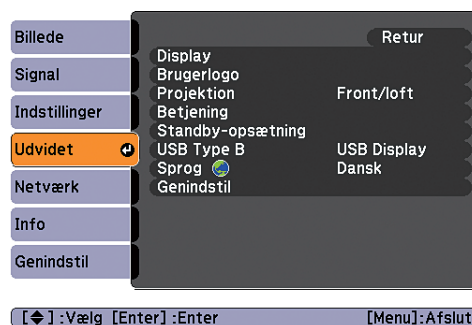 Billede
Signal
Indstillinger
Udvidet
Netværk
Info
Genindstil
Retur
Display
Brugerlogo
Projektion Front/loft
Betjening
Standby-opsætning
USB Type B USB Display
Sprog Dansk
Genindstil
[ ] :Vælg [Enter] :Enter [Menu]:Afslut